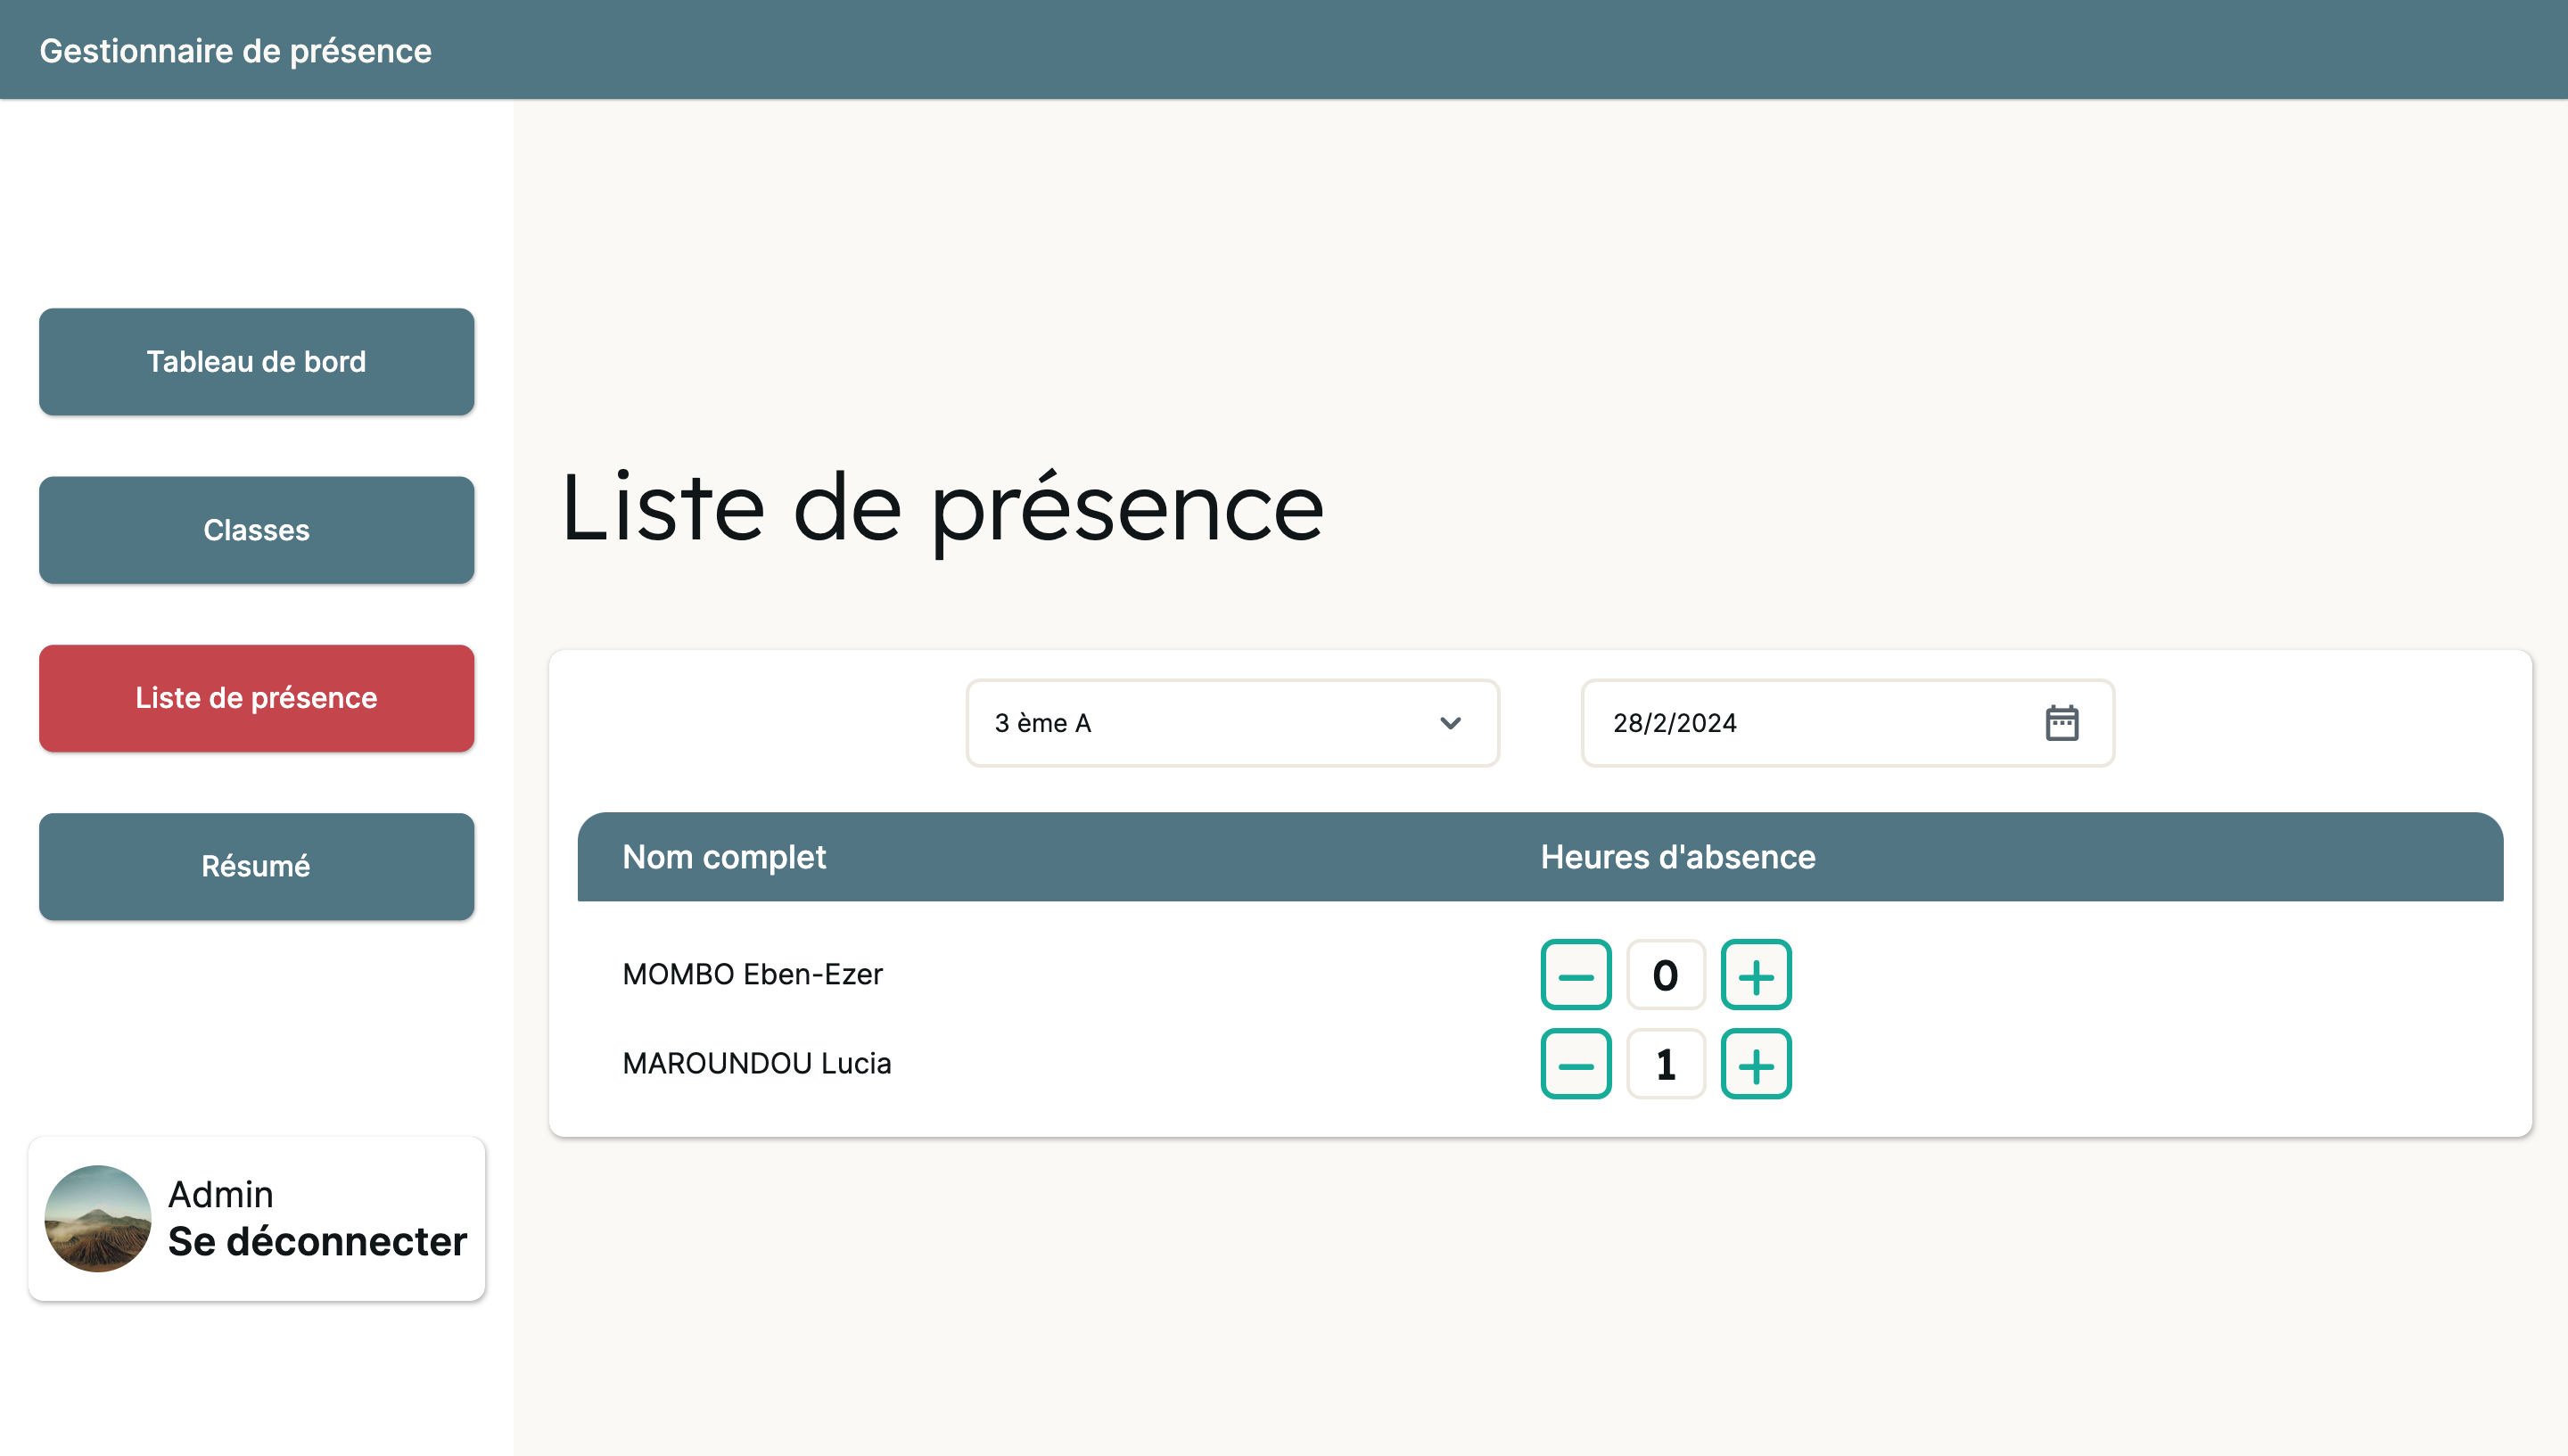 Gestionnaire de présence
Tableau de bord
Classes
Liste de présence
Résumé
Admin
Se déconnecter
Liste de présence
3 ème A
28/2/2024
Nom complet Heures d'absence
MOMBO Eben-Ezer 0
MAROUNDOU Lucia 1